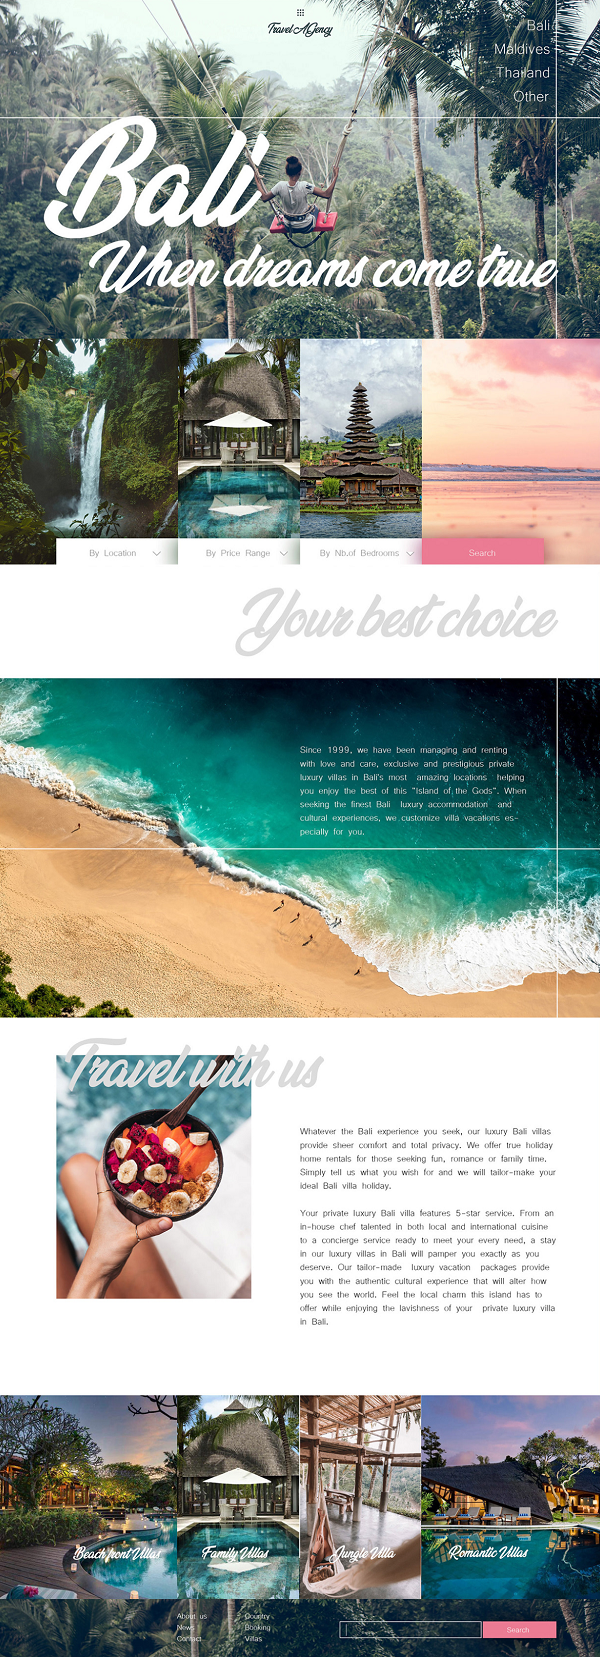 Travel AGency
Bali
Maldives
Thailand
Other
Bali
When dreams come true
By Location
By Price Range
By Nb.of Bedrooms
Search
Your best choice
Since 1999, we have been managing and renting
with love and care, exclusive and prestigious private
luxury villas in Bali's most amazing locations helping
you enjoy the best of this "Island of the Gods". When
seeking the finest Bali luxury accommodation and
cultural experiences, we customize villa vacations es-
pecially for you.
Travel with us
Whatever the Bali experience you seek, our luxury Bali villas
provide sheer comfort and total privacy. We offer true holiday
home rentals for those seeking fun, romance or family time.
Simply tell us what you wish for and we will tailor-make your
ideal Bali villa holiday.
Your private luxury Bali villa features 5-star service. From an
in-house chef talented in both local and international cuisine
to a concierge service ready to meet your every need, a stay
in our luxury villas in Bali will pamper you exactly as you
deserve. Our tailor-made luxury vacation packages provide
you with the authentic cultural experience that will alter how
you see the world. Feel the local charm this island has to
offer while enjoying the lavishness of your private luxury villa
in Bali.
Beach front Villas
Family Villas
Jungle Villa
Romantic Villas
About us
News
Contact
Country
Booking
Villas
Search